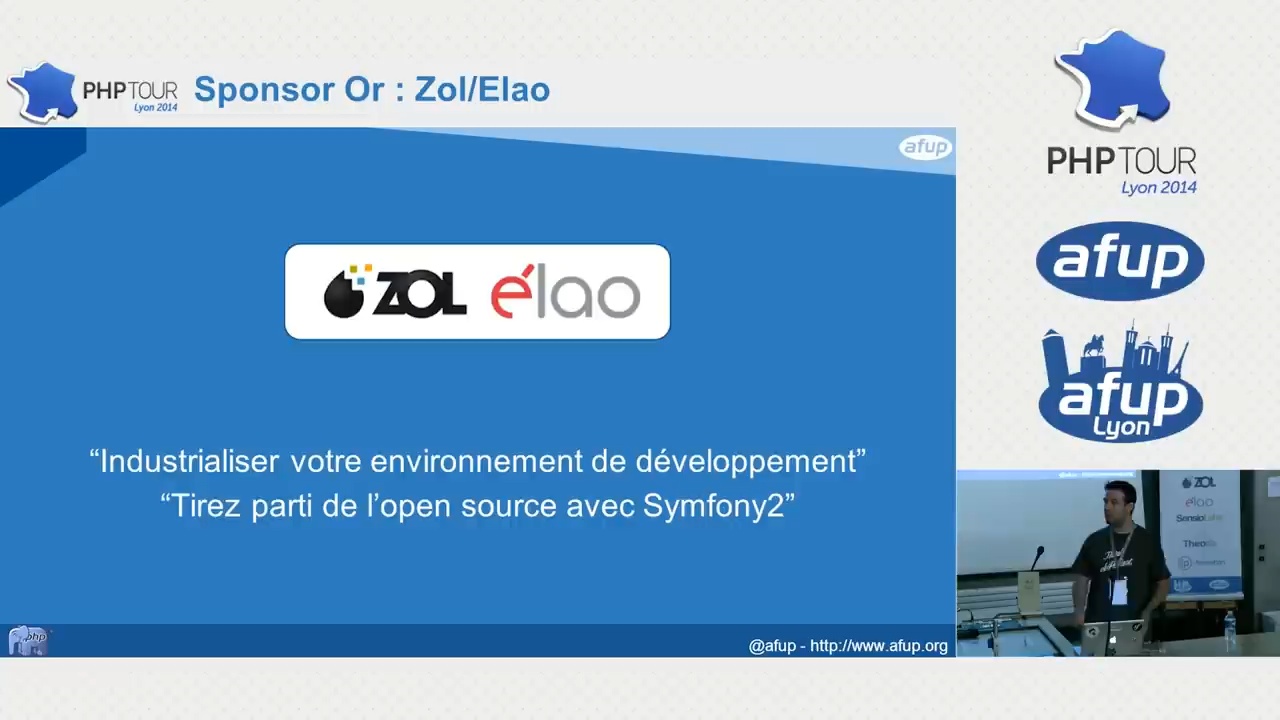 PHPTOUR
Lyon 2014
Sponsor Or : Zol/Elao
afup
ZOL élao
“Industrialiser votre environnement de développement”
“Tirez parti de l’open source avec Symfony2”
php
@afup - http://www.afup.org
PHPTOUR
Lyon 2014
afup
afup
Lyon
ZOL
élao
SensioLabs
Theodo